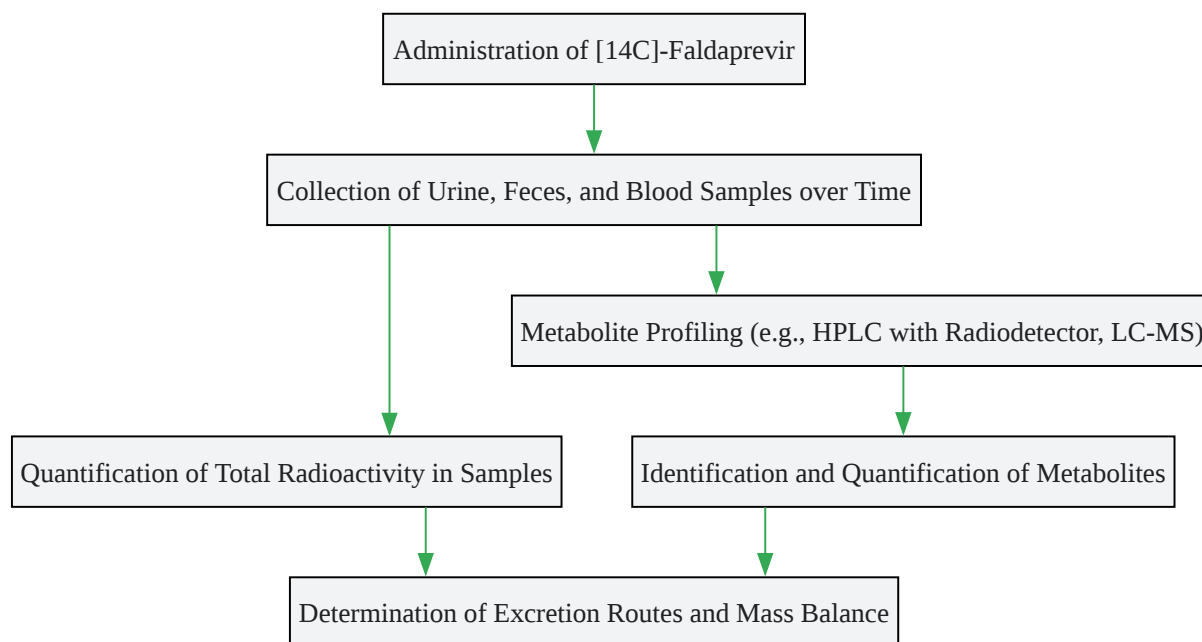 Administration of [14C]-Faldaprevir
Collection of Urine, Feces, and Blood Samples over Time
Metabolite Profiling (e.g., HPLC with Radiodetector, LC-MS)
Quantification of Total Radioactivity in Samples
Identification and Quantification of Metabolites
Determination of Excretion Routes and Mass Balance